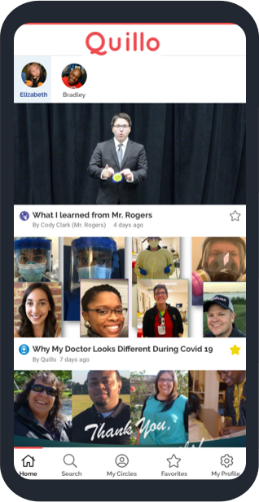 Quillo
Elizabeth
Bradley
What I learned from Mr. Rogers
By Cody Clark (Mr. Rogers) 4 days ago
Why My Doctor Looks Different During Covid 19
By Quillo 7 days ago
Thank You,
Home
Search
My Circles
Favorites
My Profile